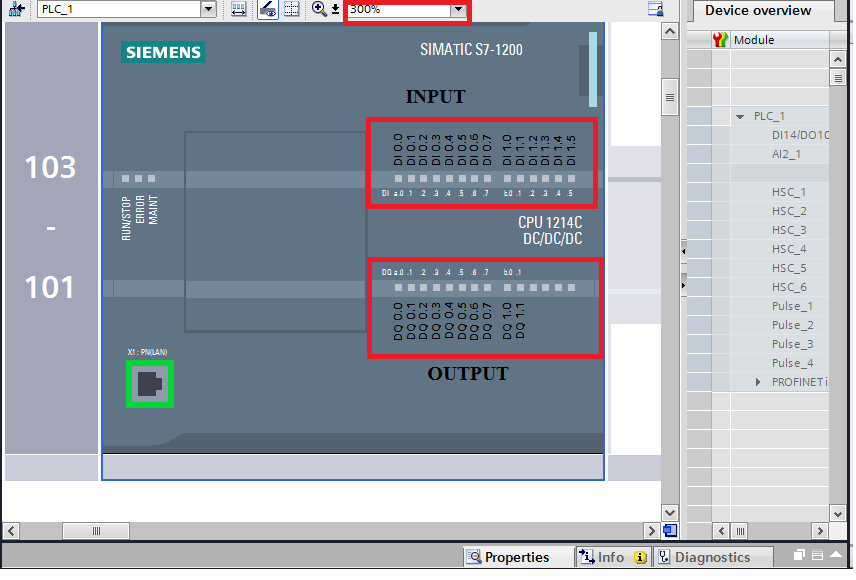 PLC_1
300%
Device overview
Module
SIEMENS
SIMATIC S7-1200
INPUT
DI 0.0 DI 0.1 DI 0.2 DI 0.3 DI 0.4 DI 0.5 DI 0.6 DI 0.7 DI 1.0 DI 1.1 DI 1.2 DI 1.3 DI 1.4 DI 1.5
DI a.0 .1 .2 .3 .4 .5 .6 .7 b.0 .1 .2 .3 .4 .5
103
-
101
RUN/STOP
ERROR
MAINT
CPU 1214C
DC/DC/DC
DQ a.0 .1 .2 .3 .4 .5 .6 .7 b.0 .1
DQ 0.0 DQ 0.1 DQ 0.2 DQ 0.3 DQ 0.4 DQ 0.5 DQ 0.6 DQ 0.7 DQ 1.0 DQ 1.1
X1 : PN(LAN)
OUTPUT
PLC_1
DI14/DO10
AI2_1
HSC_1
HSC_2
HSC_3
HSC_4
HSC_5
HSC_6
Pulse_1
Pulse_2
Pulse_3
Pulse_4
PROFINET i
Properties
Info
Diagnostics